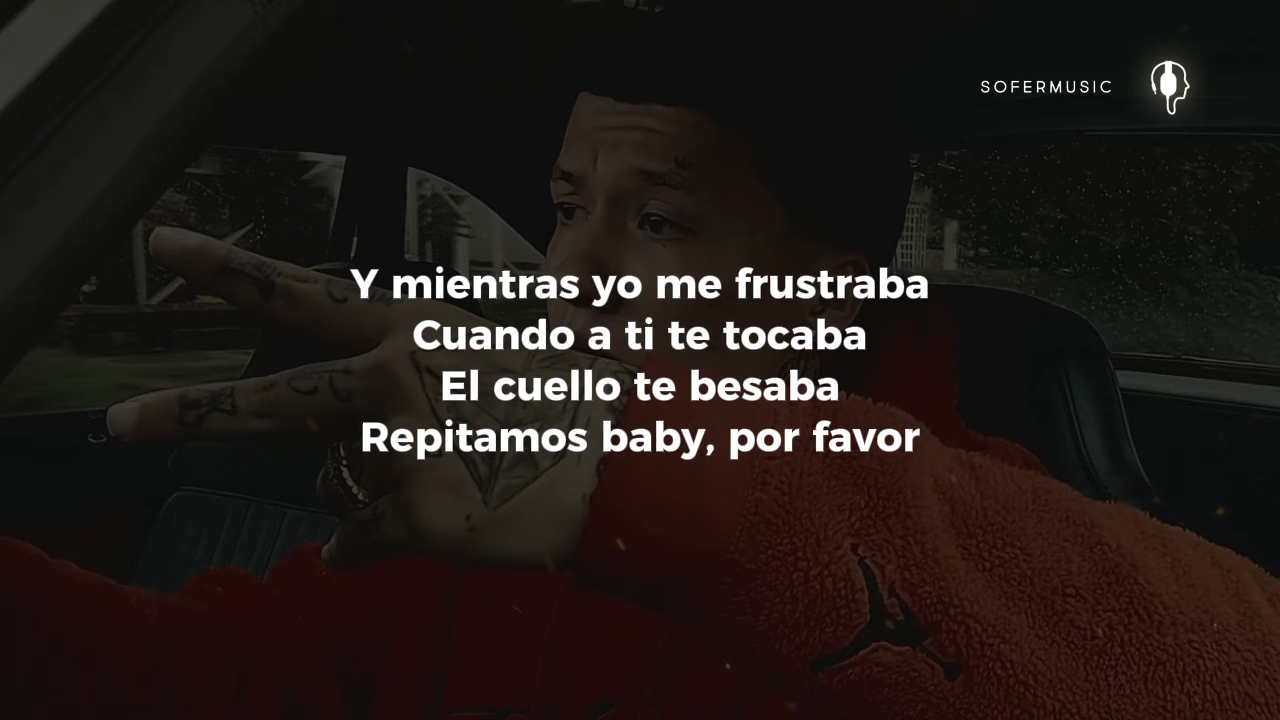 SOFERMUSIC
Y mientras yo me frustraba
Cuando a ti te tocaba
El cuello te besaba
Repitamos baby, por favor